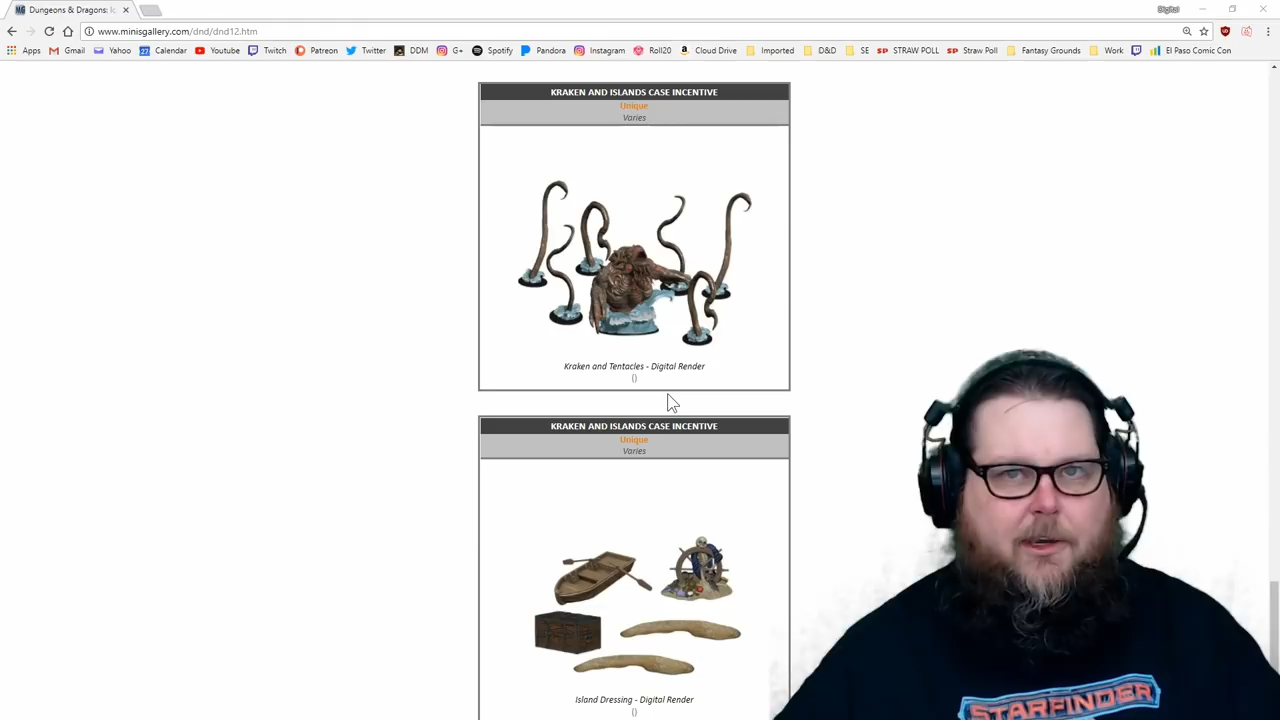 Dungeons & Dragons: Ic
Digital
www.minisgallery.com/dnd/dnd12.htm
Apps Gmail Yahoo Calendar Youtube Twitch Patreon Twitter DDM G+ Spotify Pandora Instagram Roll20 Cloud Drive Imported D&D SE STRAW POLL Straw Poll Fantasy Grounds Work El Paso Comic Con
KRAKEN AND ISLANDS CASE INCENTIVE
Unique
Varies
Kraken and Tentacles - Digital Render
()
KRAKEN AND ISLANDS CASE INCENTIVE
Unique
Varies
Island Dressing - Digital Render
()
STARFINDER